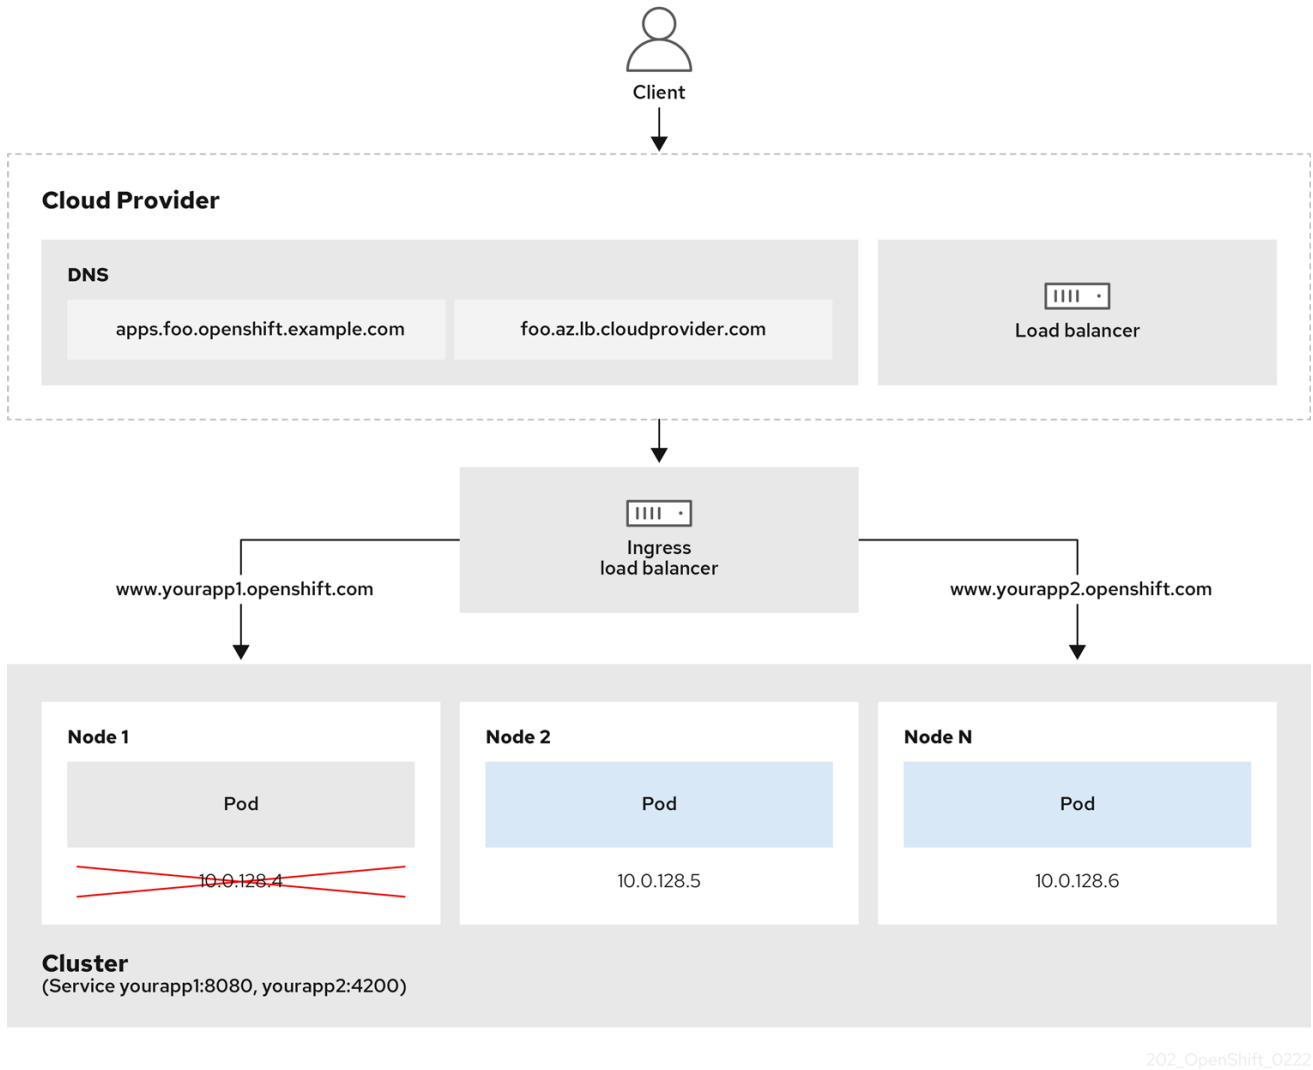 Client
Cloud Provider
DNS
apps.foo.openshift.example.com
foo.az.lb.cloudprovider.com
Load balancer
Ingress
load balancer
www.yourapp1.openshift.com
www.yourapp2.openshift.com
Node 1
Pod
10.0.128.4
Node 2
Pod
10.0.128.5
Node N
Pod
10.0.128.6
Cluster
(Service yourapp1:8080, yourapp2:4200)
202_OpenShift_0222